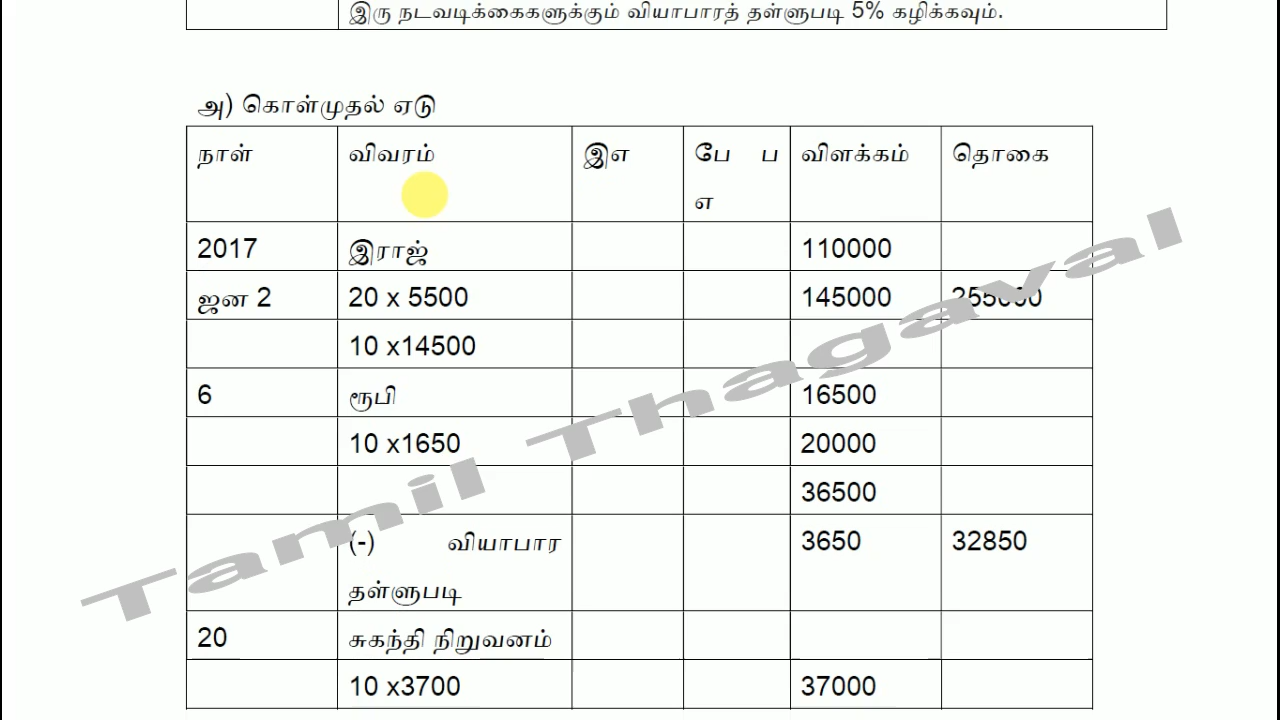 இரு நடவடிக்கைகளுக்கும் வியாபாரத் தள்ளுபடி 5% கழிக்கவும்.
அ) கொள்முதல் ஏடு
நாள் விவரம் இஎ பே ப விளக்கம் தொகை
எ
2017 இராஜ் 110000
ஜன 2 20 x 5500 145000 255000
10 x14500
6 ரூபி 16500
10 x1650 20000
36500
(-) வியாபார 3650 32850
தள்ளுபடி
20 சுகந்தி நிறுவனம்
10 x3700 37000
Tamil Thagaval